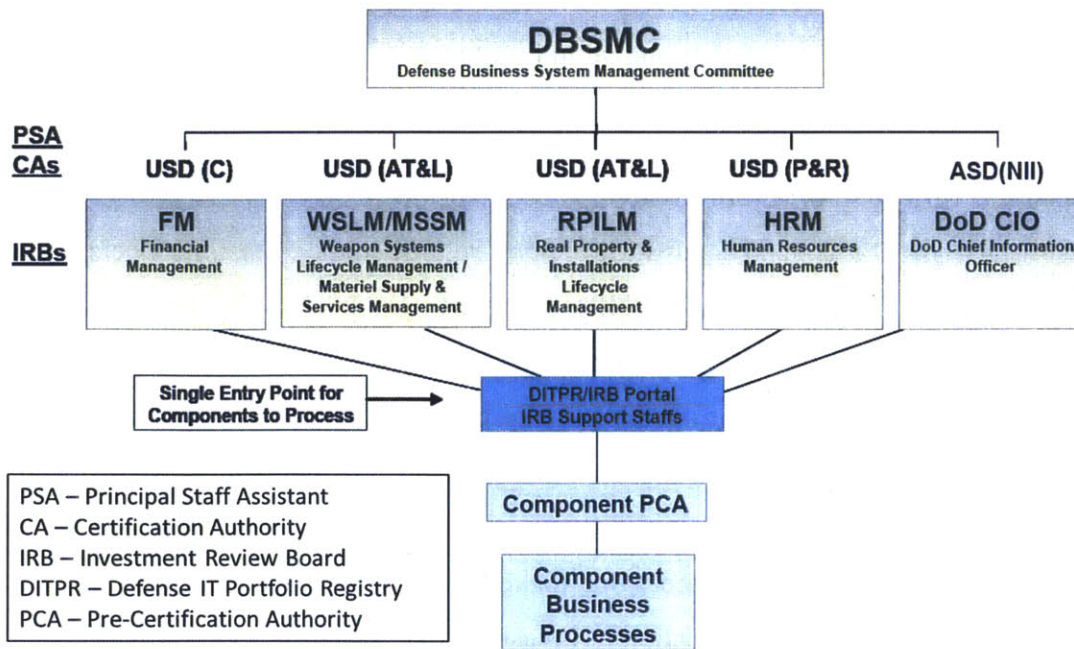 DBSMC
Defense Business System Management Committee
PSA
CAs
USD (C)
USD (AT&L)
USD (AT&L)
USD (P&R)
ASD(NII)
IRBs
FM
Financial
Management
WSLM/MSSM
Weapon Systems
Lifecycle Management /
Materiel Supply &
Services Management
RPILM
Real Property &
Installations
Lifecycle
Management
HRM
Human Resources
Management
DoD CIO
DoD Chief Information
Officer
Single Entry Point for
Components to Process
DITPR/IRB Portal
IRB Support Staffs
Component PCA
Component
Business
Processes
PSA – Principal Staff Assistant
CA – Certification Authority
IRB – Investment Review Board
DITPR – Defense IT Portfolio Registry
PCA – Pre-Certification Authority